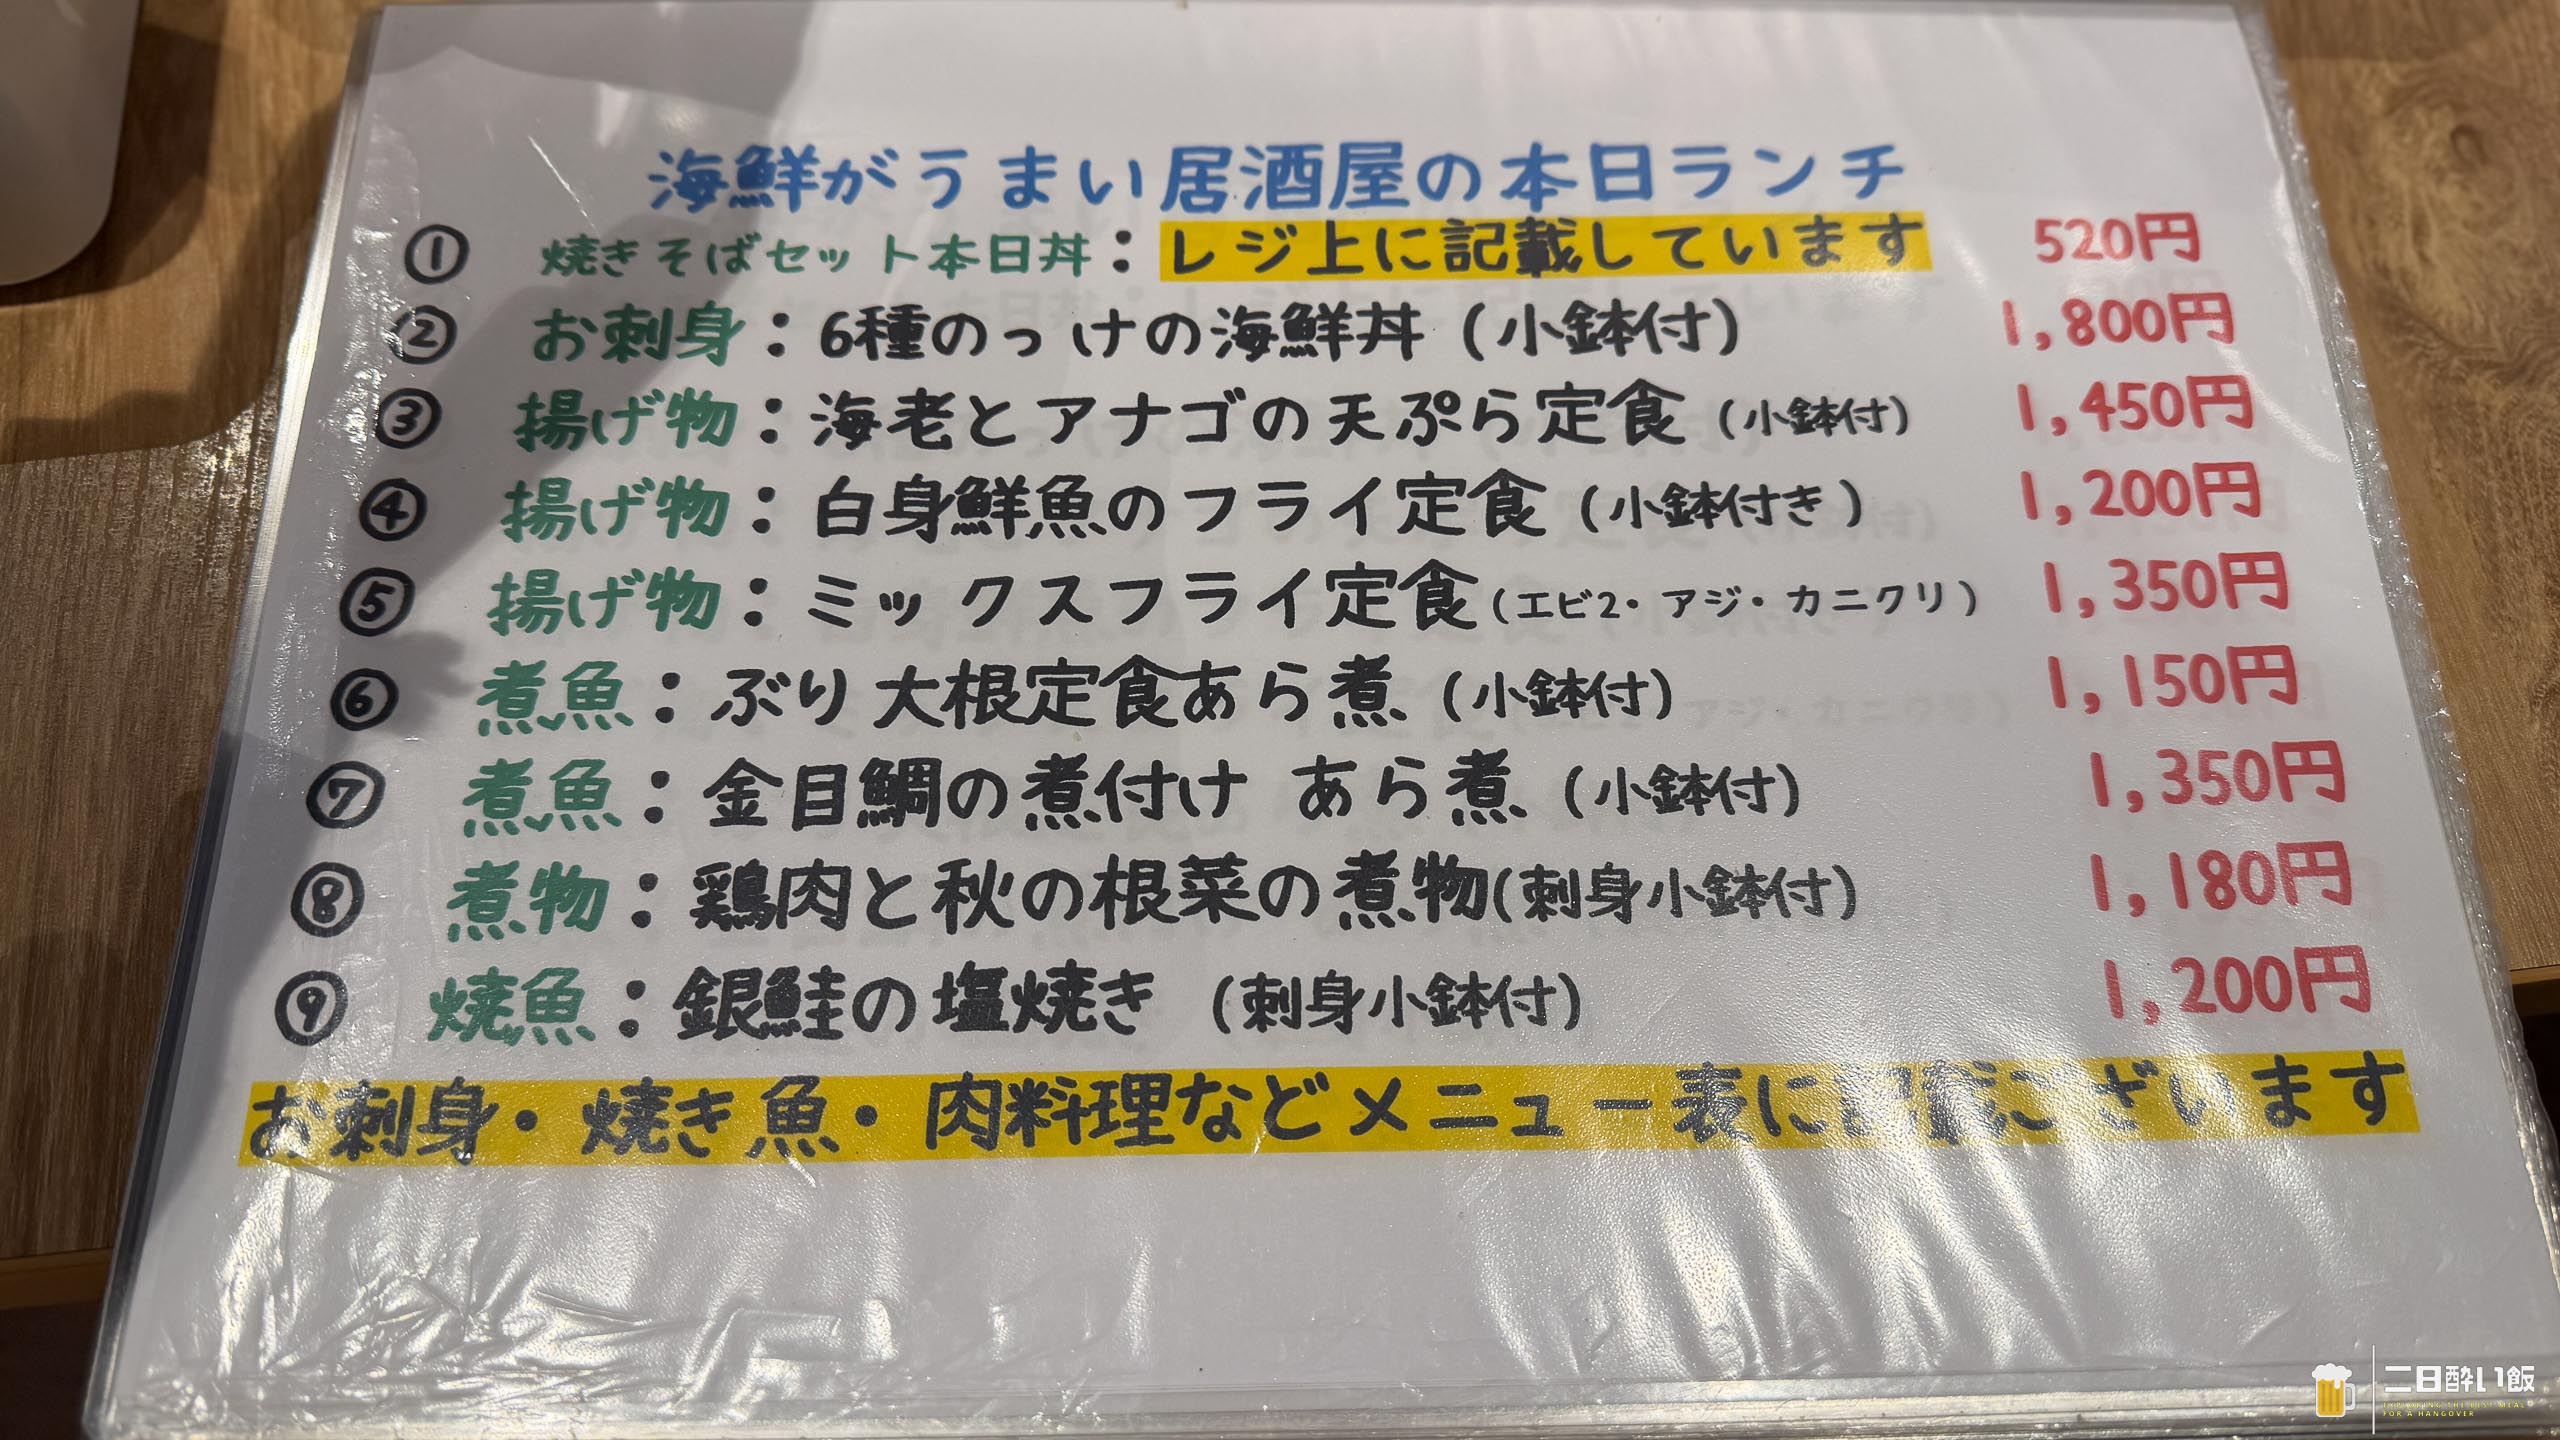 海鮮がうまい居酒屋の本日ランチ
① 焼きそばセット本日丼：レジ上に記載しています 520円
② お刺身：6種のっけの海鮮丼（小鉢付） 1,800円
③ 揚げ物：海老とアナゴの天ぷら定食（小鉢付） 1,450円
④ 揚げ物：白身鮮魚のフライ定食（小鉢付き） 1,200円
⑤ 揚げ物：ミックスフライ定食（エビ2・アジ・カニクリ） 1,350円
⑥ 煮魚：ぶり大根定食あら煮（小鉢付） 1,150円
⑦ 煮魚：金目鯛の煮付け あら煮（小鉢付） 1,350円
⑧ 煮物：鶏肉と秋の根菜の煮物（刺身小鉢付） 1,180円
⑨ 焼魚：銀鮭の塩焼き（刺身小鉢付） 1,200円
お刺身・焼き魚・肉料理などメニュー表に記載ございます
二日酔い飯
EXPLORING THE BEST MEAL
FOR A HANGOVER